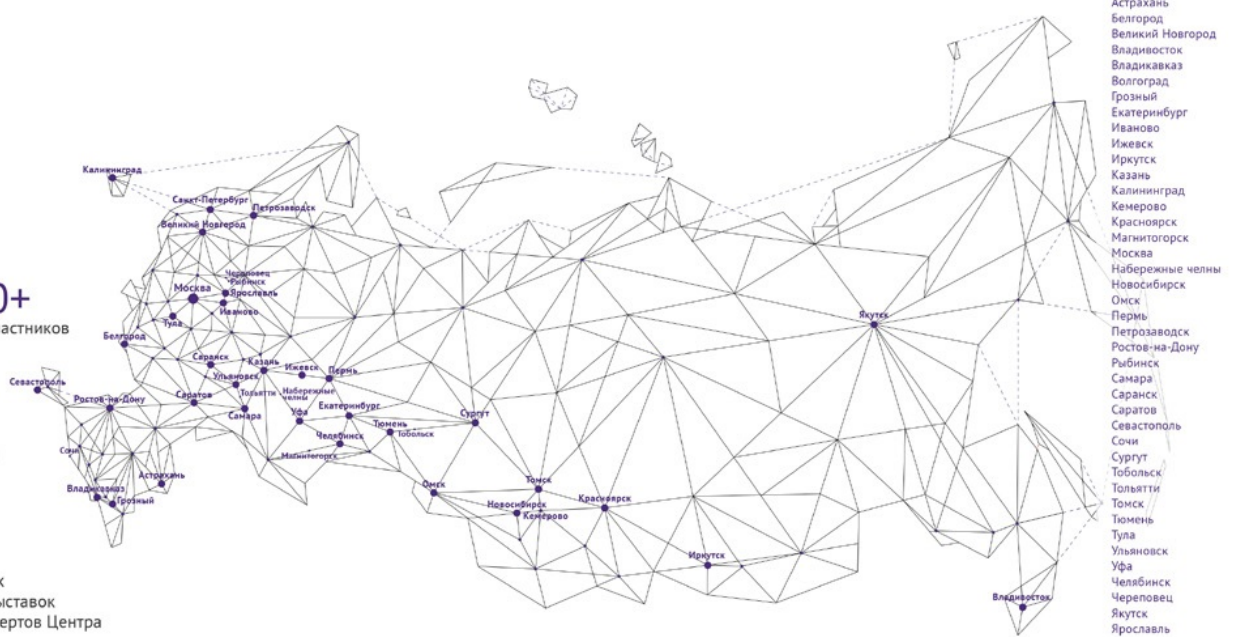 0+
астников
к
ыставок
ертов Центра
Калининград
Санкт-Петербург
Петрозаводск
Великий Новгород
Череповец
Рыбинск
Москва
Ярославль
Иваново
Тула
Белгород
Саранск
Казань
Ижевск
Пермь
Ульяновск
Тольятти
Набережные
челны
Севастополь
Ростов-на-Дону
Саратов
Самара
Уфа
Екатеринбург
Тюмень
Тобольск
Сургут
Челябинск
Магнитогорск
Сочи
Астрахань
Владикавказ
Грозный
Омск
Томск
Новосибирск
Кемерово
Красноярск
Иркутск
Якутск
Владивосток
Астрахань
Белгород
Великий Новгород
Владивосток
Владикавказ
Волгоград
Грозный
Екатеринбург
Иваново
Ижевск
Иркутск
Казань
Калининград
Кемерово
Красноярск
Магнитогорск
Москва
Набережные челны
Новосибирск
Омск
Пермь
Петрозаводск
Ростов-на-Дону
Рыбинск
Самара
Саранск
Саратов
Севастополь
Сочи
Сургут
Тобольск
Тольятти
Томск
Тюмень
Тула
Ульяновск
Уфа
Челябинск
Череповец
Якутск
Ярославль